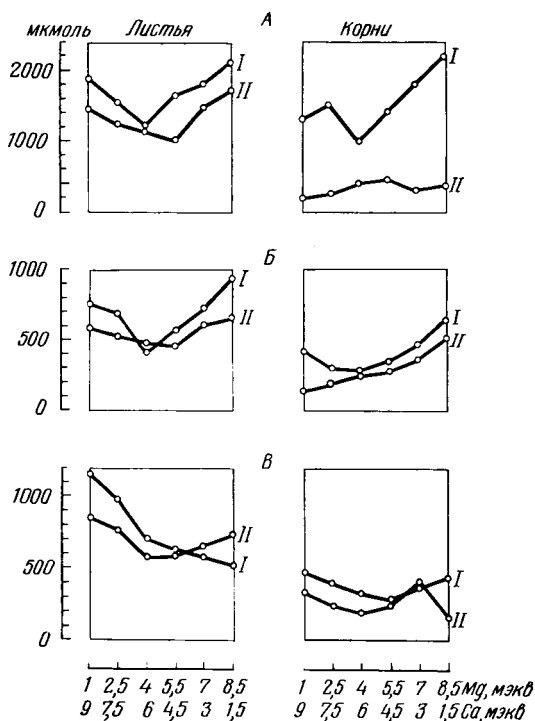 мкмоль Листья А Корни
2000
1000
0
I
II
I
II
Б
1000
500
0
I
II
I
II
В
1000
500
0
II
I
I
II
1 2,5 4 5,5 7 8,5 1 2,5 4 5,5 7 8,5 Mg, мэкв
9 7,5 6 4,5 3 1,5 9 7,5 6 4,5 3 1,5 Ca, мэкв